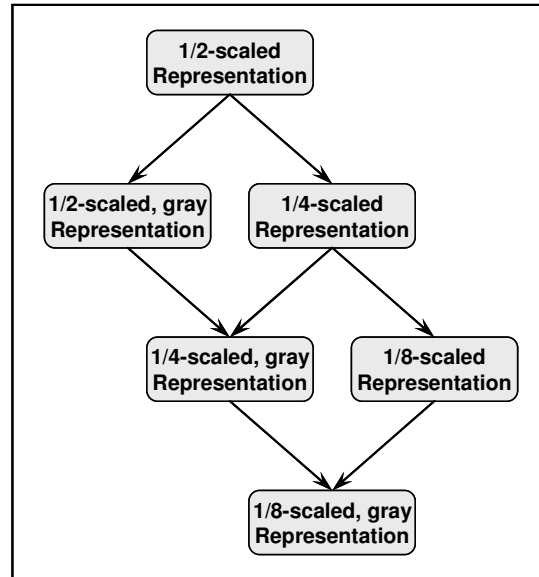 1/2-scaled
Representation
1/2-scaled, gray
Representation
1/4-scaled
Representation
1/4-scaled, gray
Representation
1/8-scaled
Representation
1/8-scaled, gray
Representation